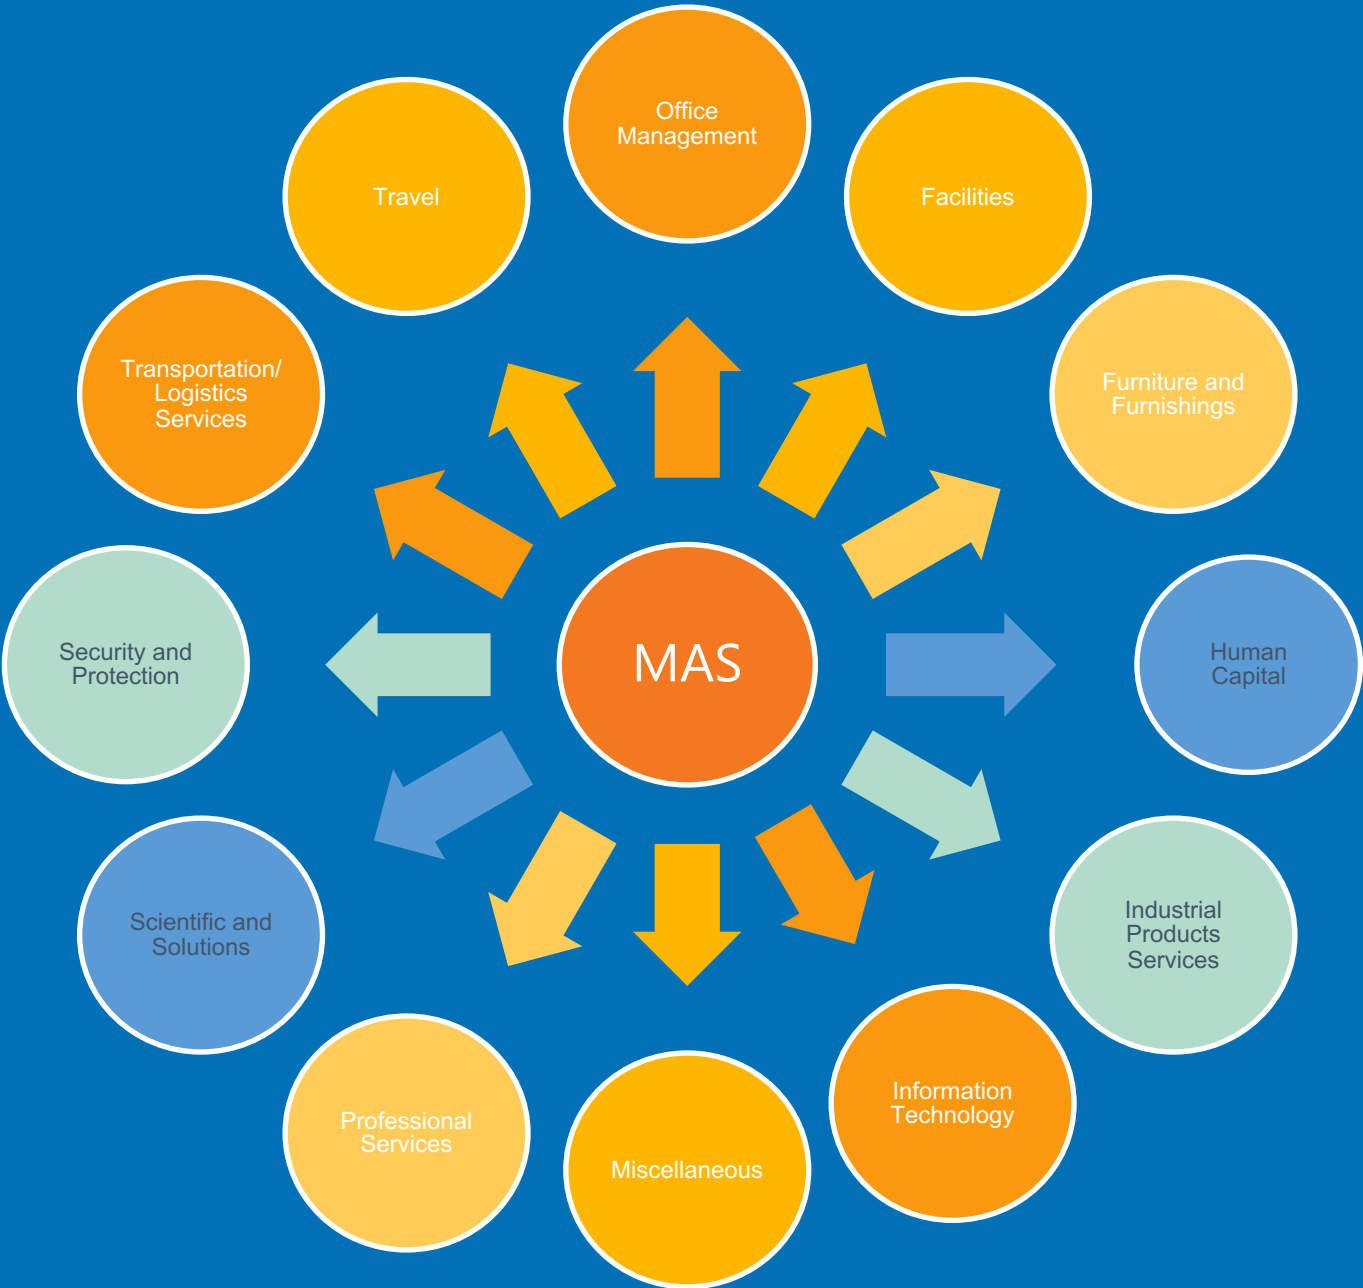 Office
Management
Facilities
Furniture and
Furnishings
Human
Capital
Industrial
Products
Services
Information
Technology
Miscellaneous
Professional
Services
Scientific and
Solutions
Security and
Protection
Transportation/
Logistics
Services
Travel
MAS